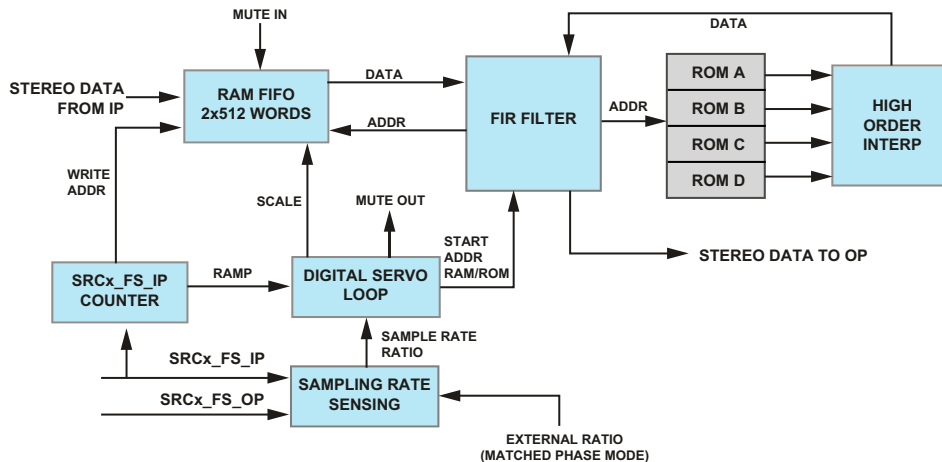 MUTE IN
DATA
STEREO DATA
FROM IP
RAM FIFO
2x512 WORDS
DATA
ADDR
FIR FILTER
ADDR
ROM A
ROM B
ROM C
ROM D
HIGH
ORDER
INTERP
WRITE
ADDR
SCALE
MUTE OUT
START
ADDR
RAM/ROM
STEREO DATA TO OP
SRCx_FS_IP
COUNTER
RAMP
DIGITAL SERVO
LOOP
SAMPLE RATE
RATIO
SRCx_FS_IP
SRCx_FS_OP
SAMPLING RATE
SENSING
EXTERNAL RATIO
(MATCHED PHASE MODE)